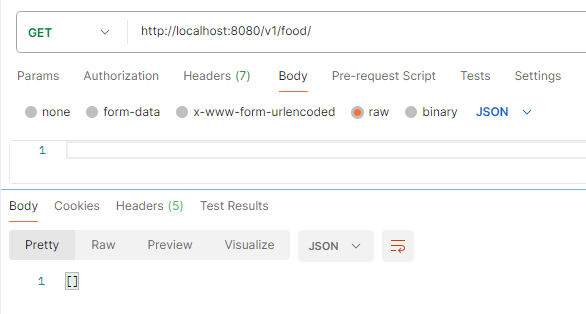 GET http://localhost:8080/v1/food/
Params Authorization Headers (7) Body Pre-request Script Tests Settings
none form-data x-www-form-urlencoded raw binary JSON
1
Body Cookies Headers (5) Test Results
Pretty Raw Preview Visualize JSON
1 []